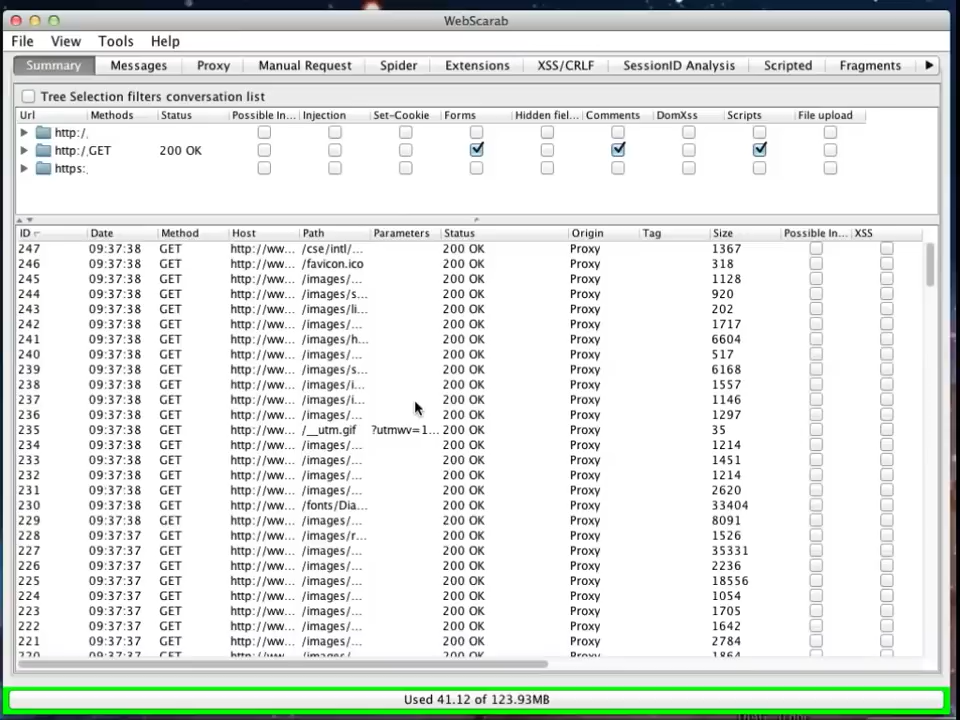 WebScarab
File View Tools Help
Summary Messages Proxy Manual Request Spider Extensions XSS/CRLF SessionID Analysis Scripted Fragments
Tree Selection filters conversation list
Url Methods Status Possible In... Injection Set-Cookie Forms Hidden fiel... Comments DomXss Scripts File upload
http:/
http:/ GET 200 OK
https:
ID Date Method Host Path Parameters Status Origin Tag Size Possible In... XSS
247 09:37:38 GET http://ww... /cse/intl/... 200 OK Proxy 1367
246 09:37:38 GET http://ww... /favicon.ico 200 OK Proxy 318
245 09:37:38 GET http://ww... /images/... 200 OK Proxy 1128
244 09:37:38 GET http://ww... /images/s... 200 OK Proxy 920
243 09:37:38 GET http://ww... /images/li... 200 OK Proxy 202
242 09:37:38 GET http://ww... /images/... 200 OK Proxy 1717
241 09:37:38 GET http://ww... /images/h... 200 OK Proxy 6604
240 09:37:38 GET http://ww... /images/... 200 OK Proxy 517
239 09:37:38 GET http://ww... /images/s... 200 OK Proxy 6168
238 09:37:38 GET http://ww... /images/i... 200 OK Proxy 1557
237 09:37:38 GET http://ww... /images/i... 200 OK Proxy 1146
236 09:37:38 GET http://ww... /images/... 200 OK Proxy 1297
235 09:37:38 GET http://ww... /__utm.gif ?utmwv=1... 200 OK Proxy 35
234 09:37:38 GET http://ww... /images/... 200 OK Proxy 1214
233 09:37:38 GET http://ww... /images/... 200 OK Proxy 1451
232 09:37:38 GET http://ww... /images/... 200 OK Proxy 1214
231 09:37:38 GET http://ww... /images/... 200 OK Proxy 2620
230 09:37:38 GET http://ww... /fonts/Dia... 200 OK Proxy 33404
229 09:37:38 GET http://ww... /images/... 200 OK Proxy 8091
228 09:37:37 GET http://ww... /images/r... 200 OK Proxy 1526
227 09:37:37 GET http://ww... /images/... 200 OK Proxy 35331
226 09:37:37 GET http://ww... /images/... 200 OK Proxy 2236
225 09:37:37 GET http://ww... /images/... 200 OK Proxy 18556
224 09:37:37 GET http://ww... /images/... 200 OK Proxy 1054
223 09:37:37 GET http://ww... /images/... 200 OK Proxy 1705
222 09:37:37 GET http://ww... /images/... 200 OK Proxy 1642
221 09:37:37 GET http://ww... /images/... 200 OK Proxy 2784
220 09:37:37 GET http://ww... /images/... 200 OK Proxy 1864
Used 41.12 of 123.93MB